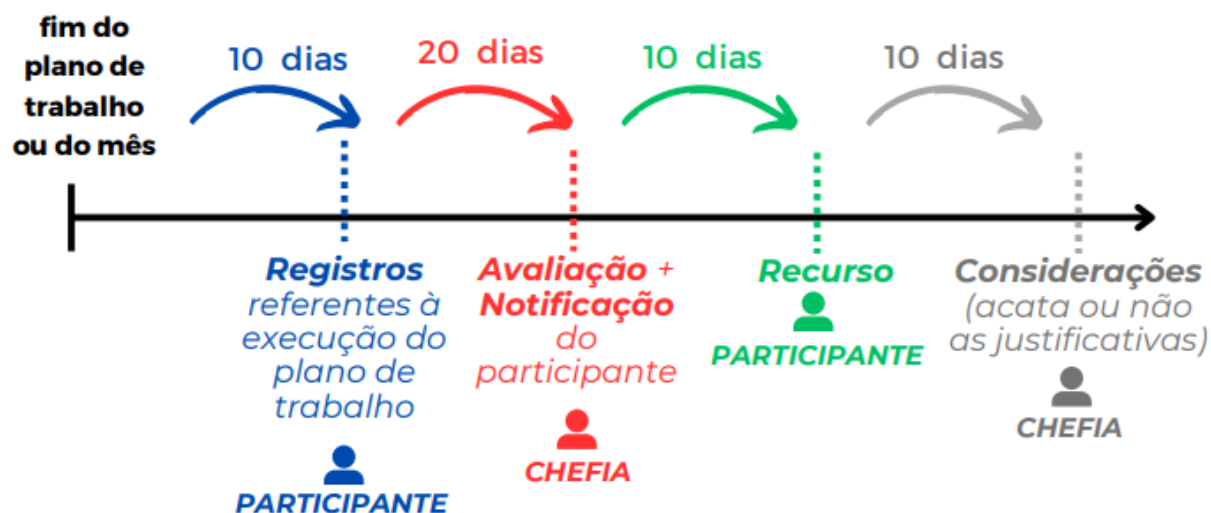 fim do
plano de
trabalho
ou do mês
10 dias
20 dias
10 dias
10 dias
Registros
referentes à
execução do
plano de
trabalho
PARTICIPANTE
Avaliação +
Notificação
do
participante
CHEFIA
Recurso
PARTICIPANTE
Considerações
(acata ou não
as justificativas)
CHEFIA